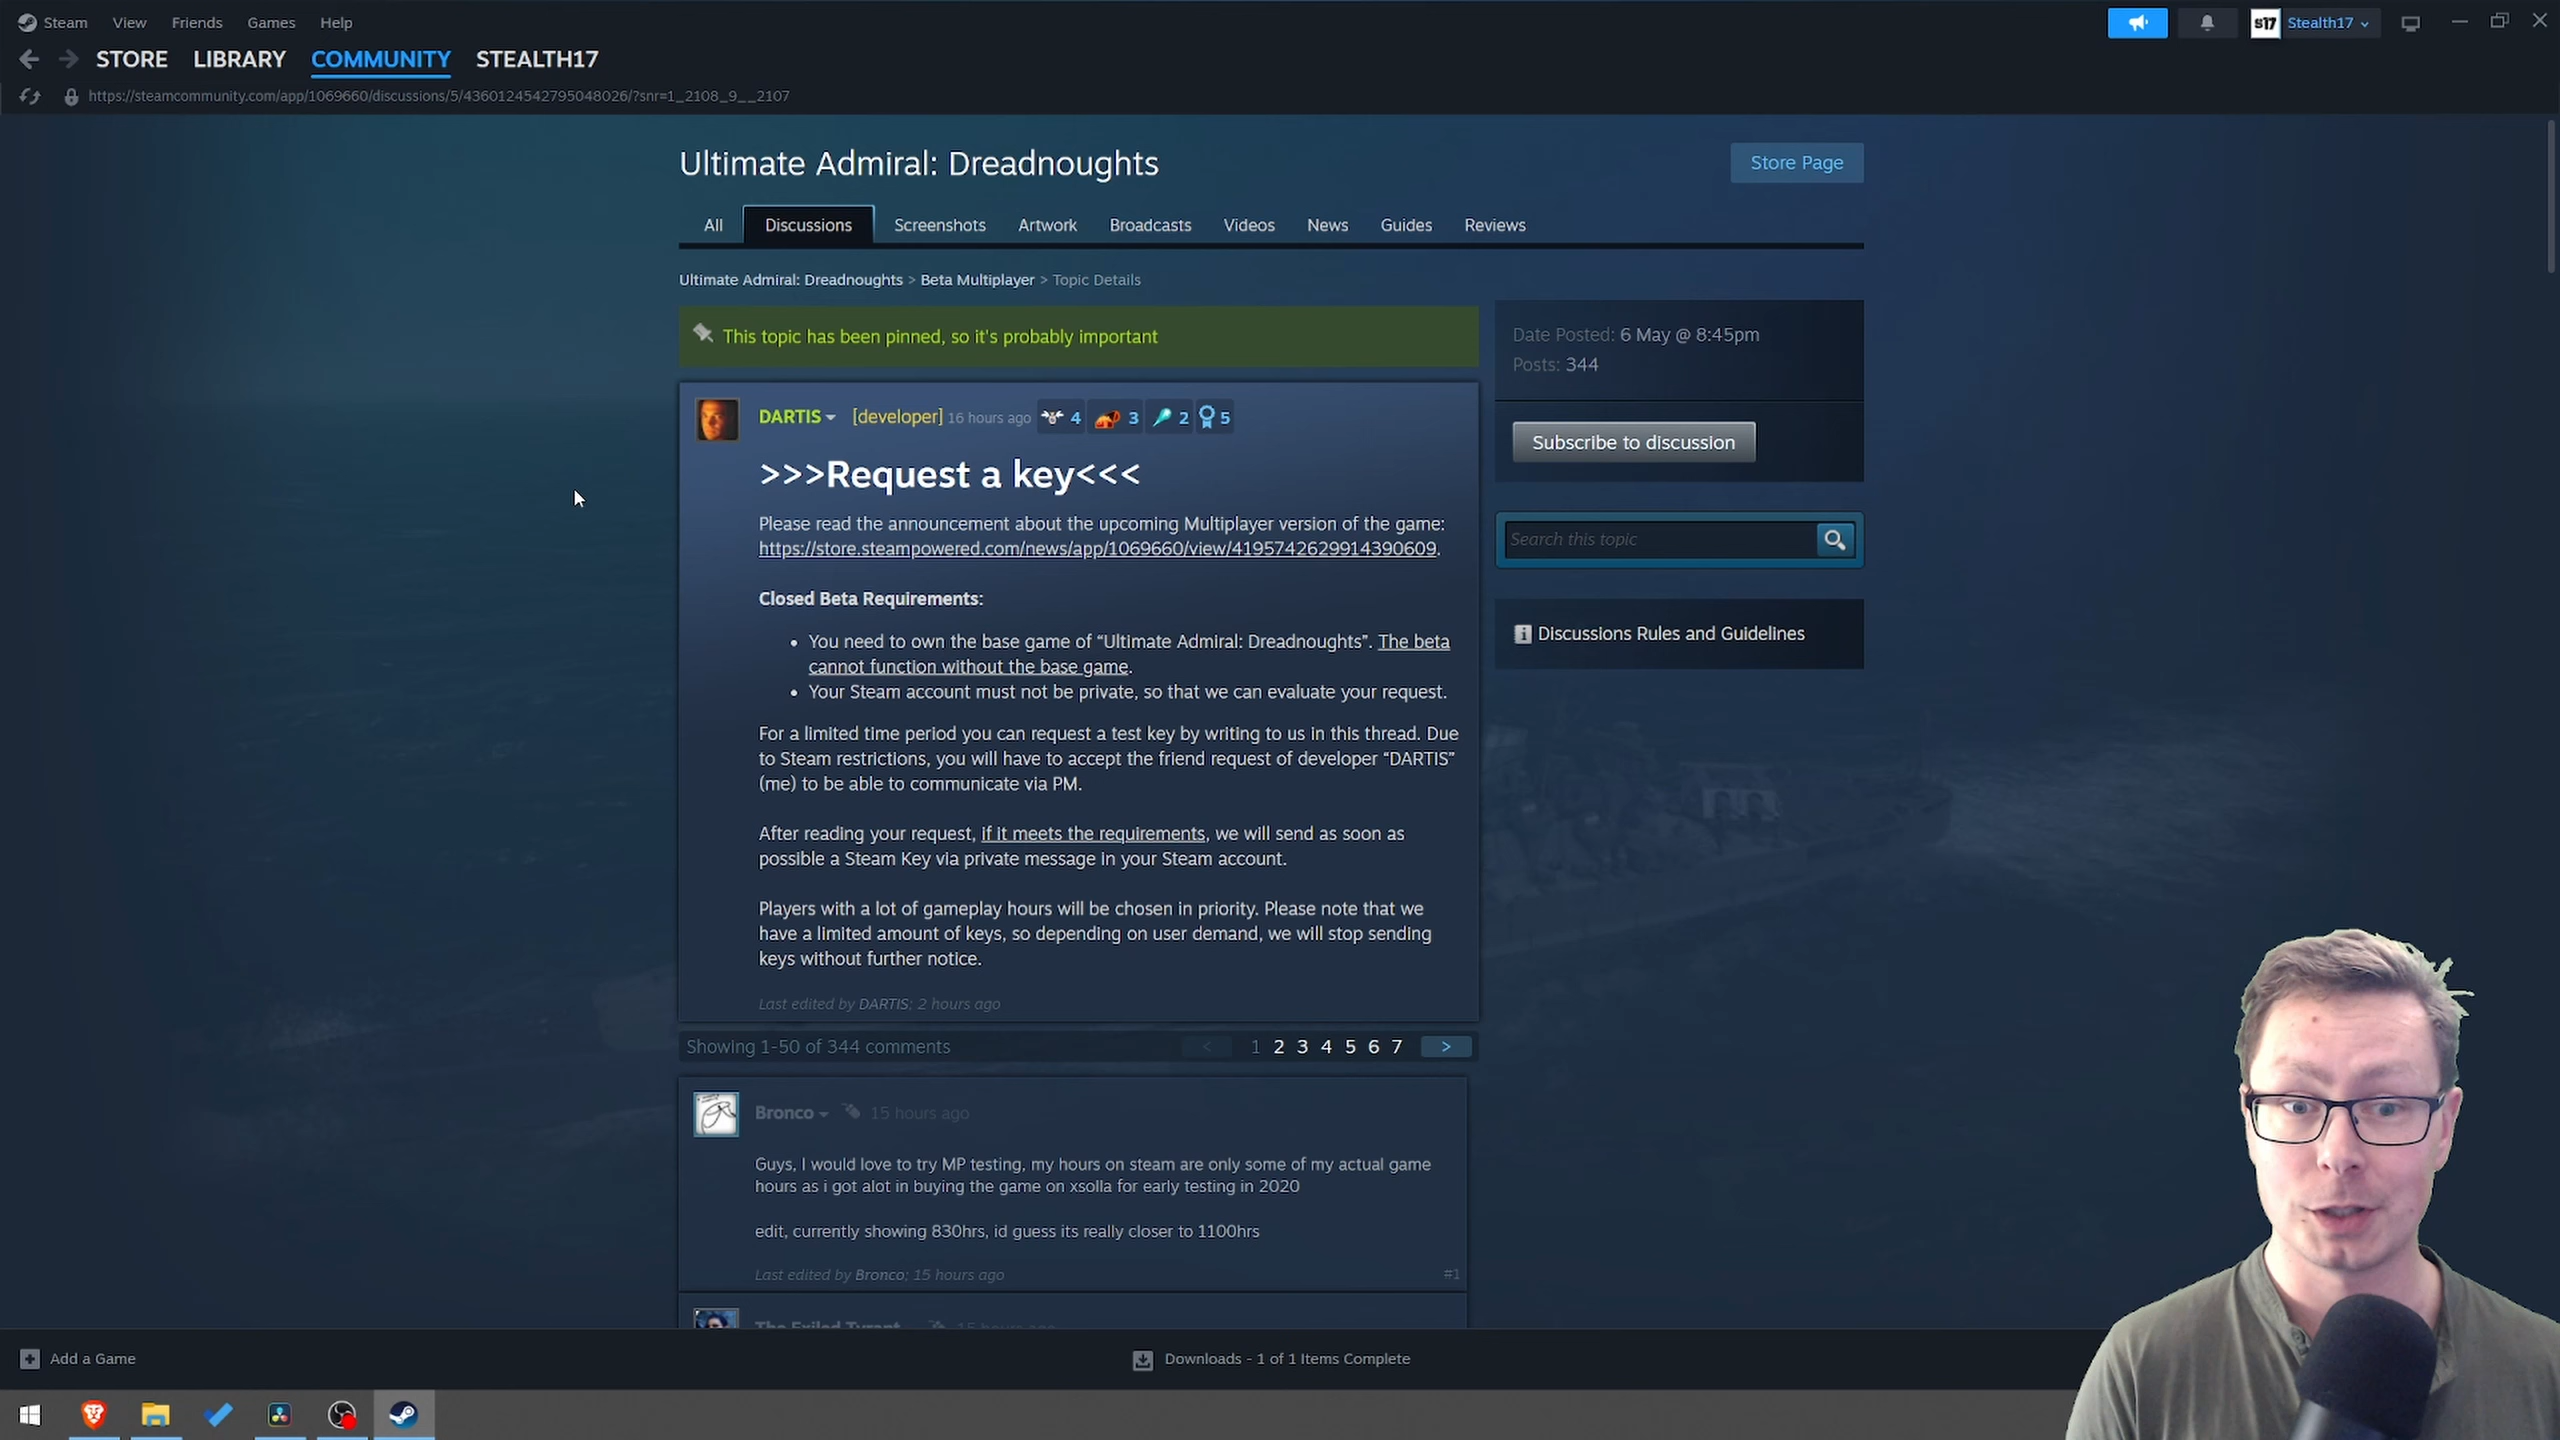 Steam View Friends Games Help
s17 Stealth17
STORE LIBRARY COMMUNITY STEALTH17
https://steamcommunity.com/app/1069660/discussions/5/4360124542795048026/?snr=1_2108_9__2107
Ultimate Admiral: Dreadnoughts
Store Page
All Discussions Screenshots Artwork Broadcasts Videos News Guides Reviews
Ultimate Admiral: Dreadnoughts > Beta Multiplayer > Topic Details
This topic has been pinned, so it's probably important
DARTIS [developer] 16 hours ago 4 3 2 5
>>>Request a key<<<
Please read the announcement about the upcoming Multiplayer version of the game:
https://store.steampowered.com/news/app/1069660/view/4195742629914390609.
Closed Beta Requirements:
• You need to own the base game of “Ultimate Admiral: Dreadnoughts”. The beta
cannot function without the base game.
• Your Steam account must not be private, so that we can evaluate your request.
For a limited time period you can request a test key by writing to us in this thread. Due
to Steam restrictions, you will have to accept the friend request of developer “DARTIS”
(me) to be able to communicate via PM.
After reading your request, if it meets the requirements, we will send as soon as
possible a Steam Key via private message in your Steam account.
Players with a lot of gameplay hours will be chosen in priority. Please note that we
have a limited amount of keys, so depending on user demand, we will stop sending
keys without further notice.
Last edited by DARTIS; 2 hours ago
Date Posted: 6 May @ 8:45pm
Posts: 344
Subscribe to discussion
Search this topic
Discussions Rules and Guidelines
Showing 1-50 of 344 comments
< 1 2 3 4 5 6 7 >
Bronco 15 hours ago
Guys, I would love to try MP testing, my hours on steam are only some of my actual game
hours as i got alot in buying the game on xsolla for early testing in 2020
edit, currently showing 830hrs, id guess its really closer to 1100hrs
Last edited by Bronco; 15 hours ago
#1
The Exiled Tyrant 15 hours ago
Add a Game
Downloads - 1 of 1 Items Complete